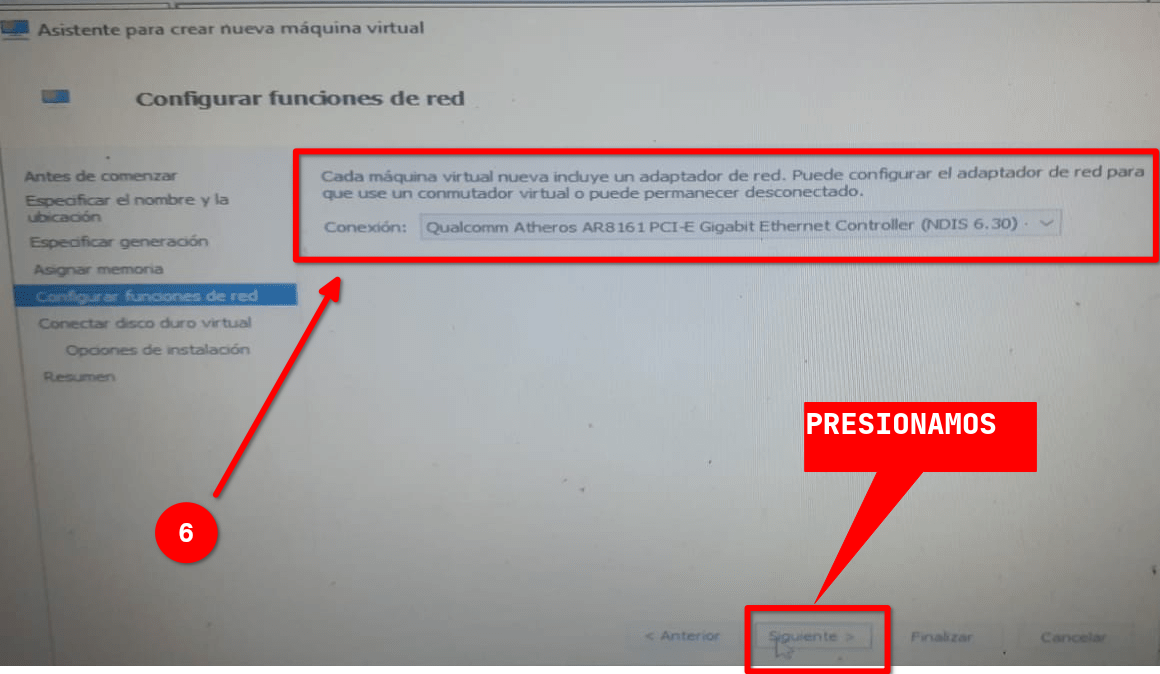 Asistente para crear nueva máquina virtual
Configurar funciones de red
Antes de comenzar
Especificar el nombre y la
ubicación
Especificar generación
Asignar memoria
Configurar funciones de red
Conectar disco duro virtual
Opciones de instalación
Resumen
Cada máquina virtual nueva incluye un adaptador de red. Puede configurar el adaptador de red para
que use un conmutador virtual o puede permanecer desconectado.
Conexión: Qualcomm Atheros AR8161 PCI-E Gigabit Ethernet Controller (NDIS 6.30) -
6
PRESIONAMOS
< Anterior Siguiente > Finalizar Cancelar